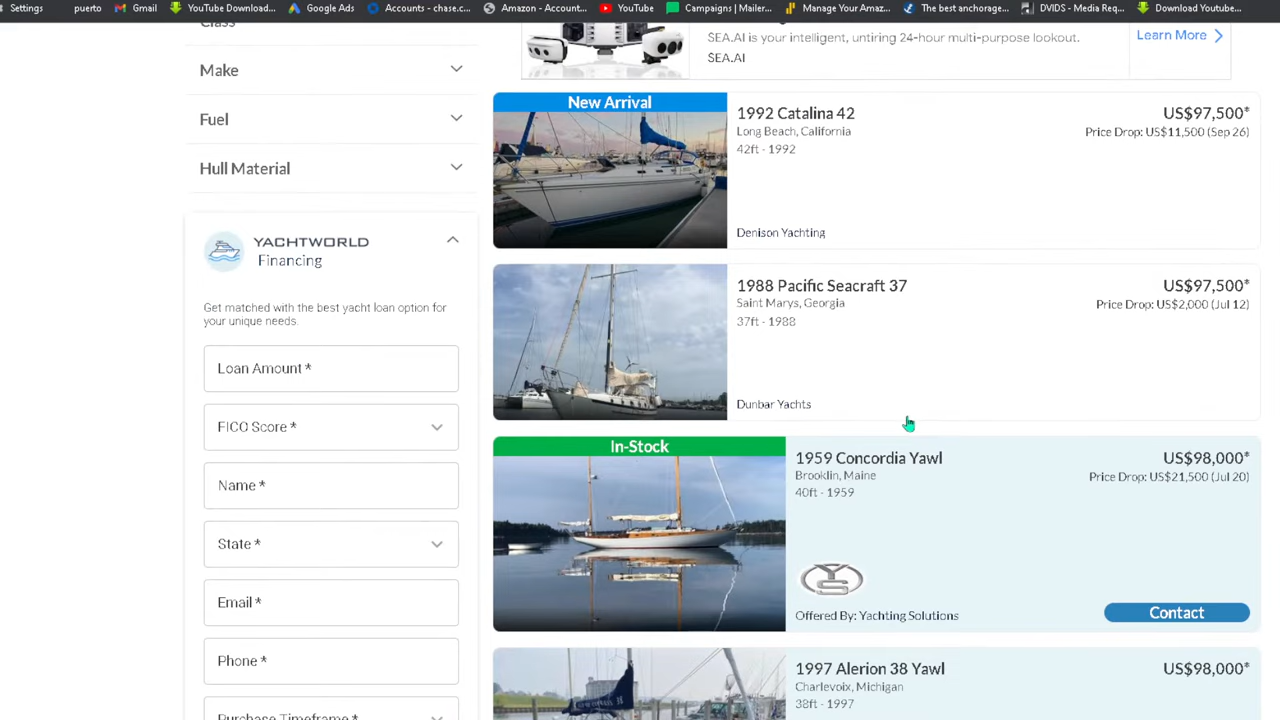 Settings
puerto
Gmail
YouTube Download...
Google Ads
Accounts - chase.c...
Amazon - Account...
YouTube
Campaigns | Mailer...
Manage Your Amaz...
The best anchorage...
DVIDS - Media Req...
Download Youtube...
Class
Make
Fuel
Hull Material
YACHTWORLD
Financing
Get matched with the best yacht loan option for
your unique needs.
Loan Amount *
FICO Score *
Name *
State *
Email *
Phone *
Purchase Timeframe *
SEA.AI is your intelligent, untiring 24-hour multi-purpose lookout.
SEA.AI
Learn More
New Arrival
1992 Catalina 42
US$97,500*
Long Beach, California
Price Drop: US$11,500 (Sep 26)
42ft - 1992
Denison Yachting
1988 Pacific Seacraft 37
US$97,500*
Saint Marys, Georgia
Price Drop: US$2,000 (Jul 12)
37ft - 1988
Dunbar Yachts
In-Stock
1959 Concordia Yawl
US$98,000*
Brooklin, Maine
Price Drop: US$21,500 (Jul 20)
40ft - 1959
YS
Offered By: Yachting Solutions
Contact
1997 Alerion 38 Yawl
US$98,000*
Charlevoix, Michigan
38ft - 1997